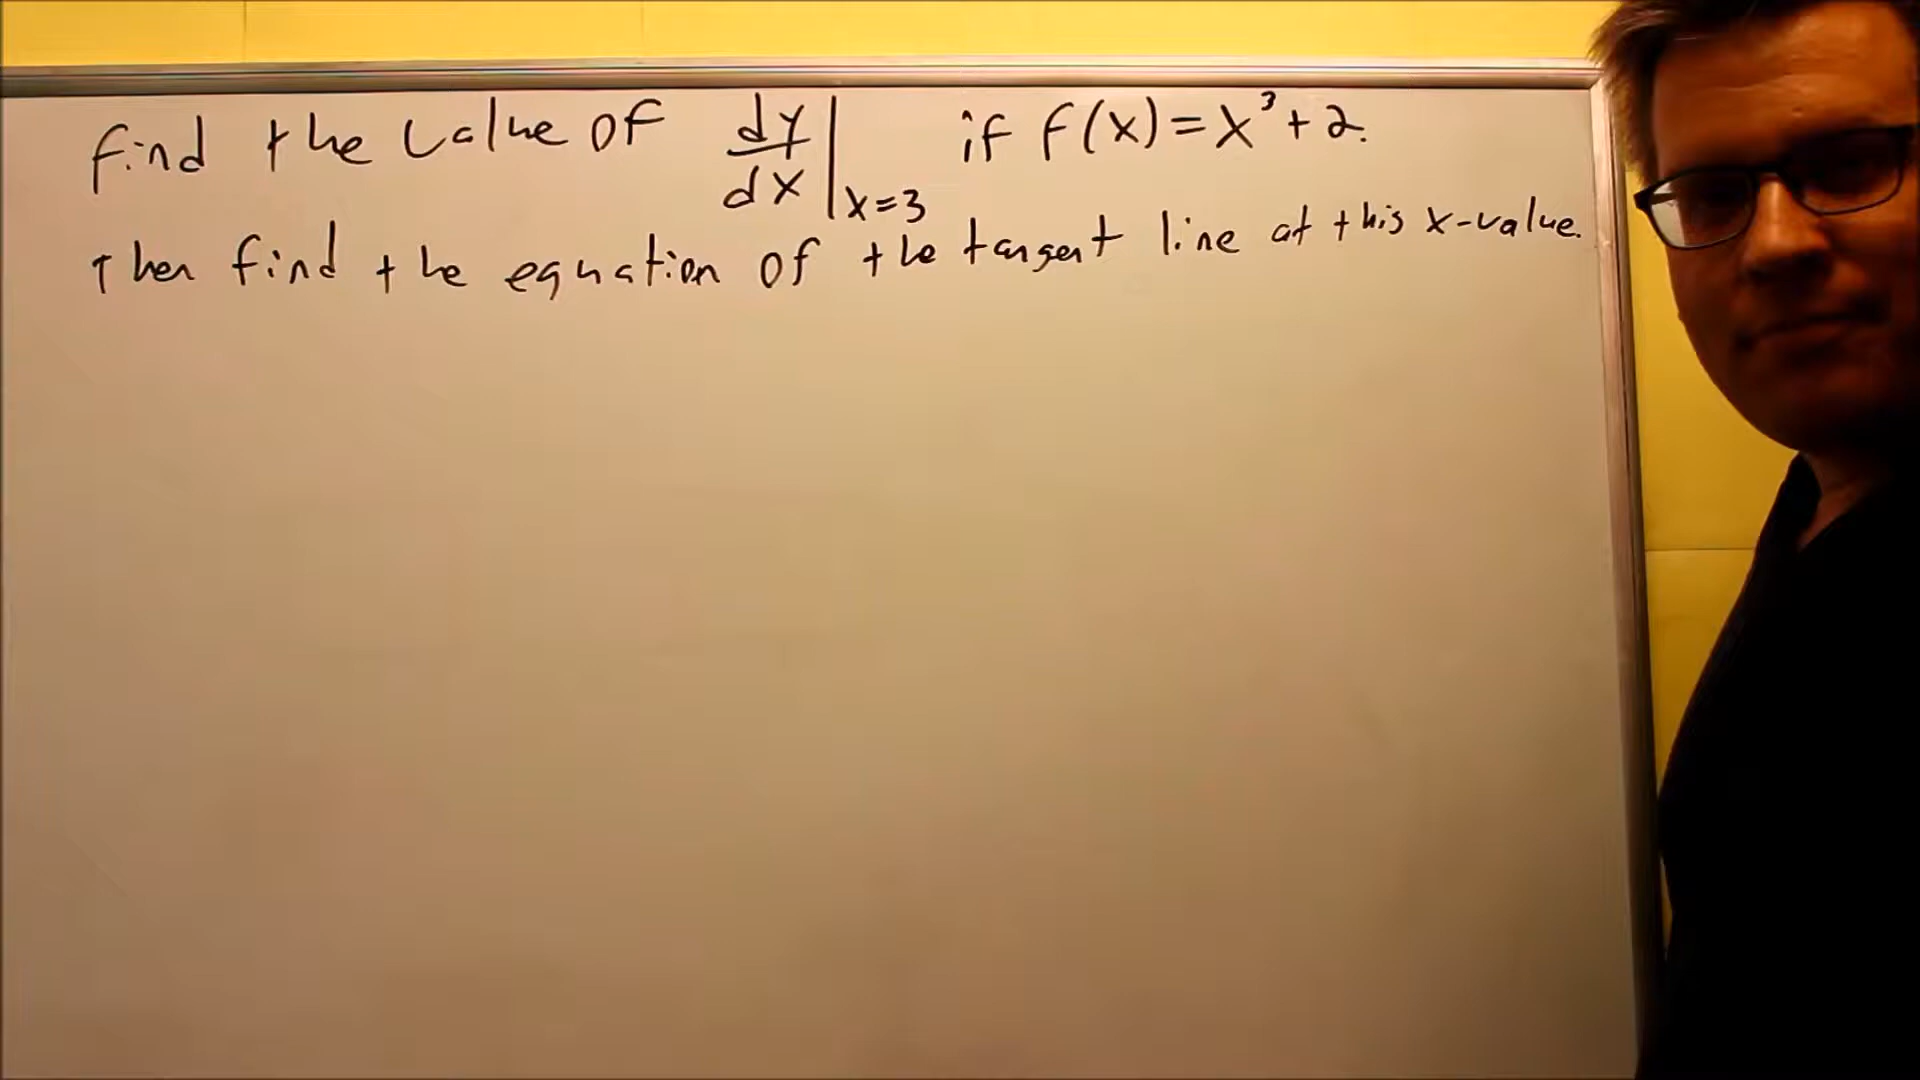 find the value of dy/dx|x=3 if f(x)=x³+2.
Then find the equation of the tangent line at this x-value.